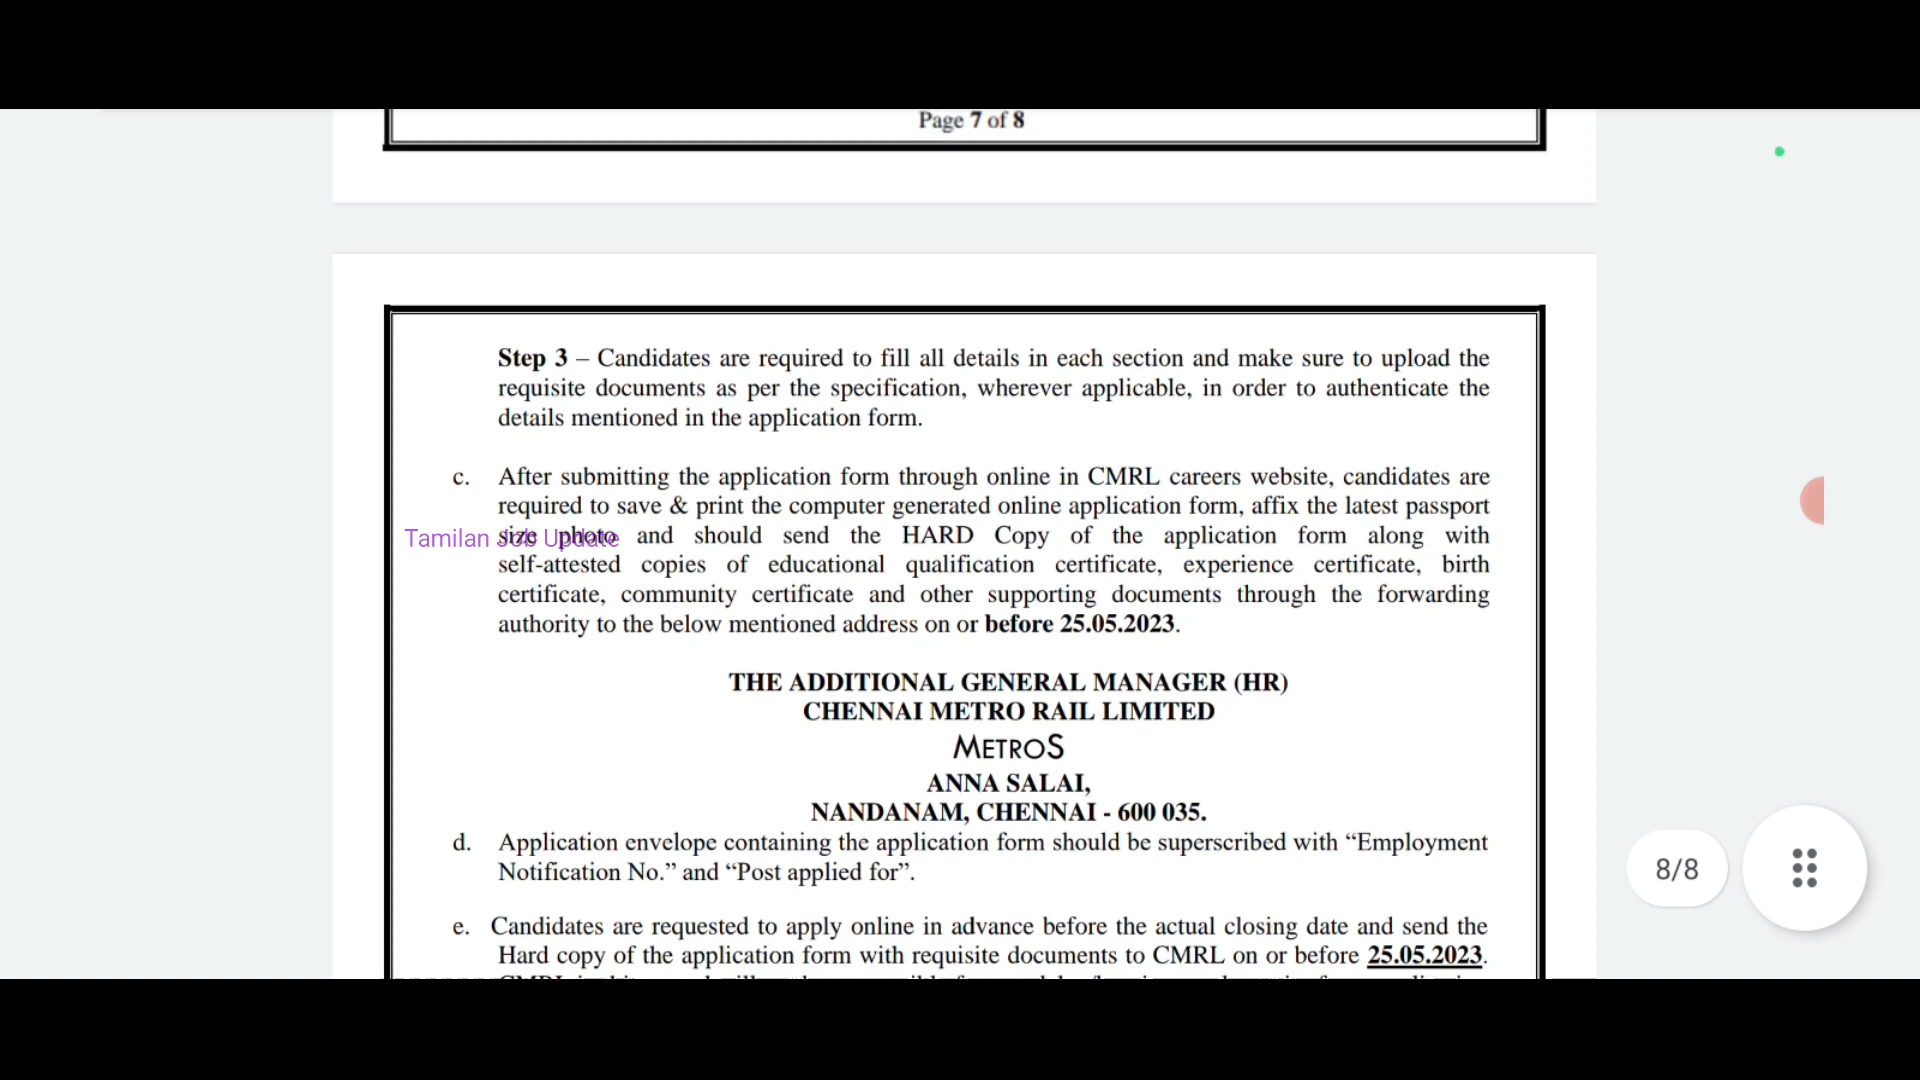 Page 7 of 8
Step 3 – Candidates are required to fill all details in each section and make sure to upload the
requisite documents as per the specification, wherever applicable, in order to authenticate the
details mentioned in the application form.
c. After submitting the application form through online in CMRL careers website, candidates are
required to save & print the computer generated online application form, affix the latest passport
size photo and should send the HARD Copy of the application form along with
Tamilan Job Update
self-attested copies of educational qualification certificate, experience certificate, birth
certificate, community certificate and other supporting documents through the forwarding
authority to the below mentioned address on or before 25.05.2023.
THE ADDITIONAL GENERAL MANAGER (HR)
CHENNAI METRO RAIL LIMITED
METROS
ANNA SALAI,
NANDANAM, CHENNAI - 600 035.
d. Application envelope containing the application form should be superscribed with “Employment
Notification No.” and “Post applied for”.
8/8
e. Candidates are requested to apply online in advance before the actual closing date and send the
Hard copy of the application form with requisite documents to CMRL on or before 25.05.2023.